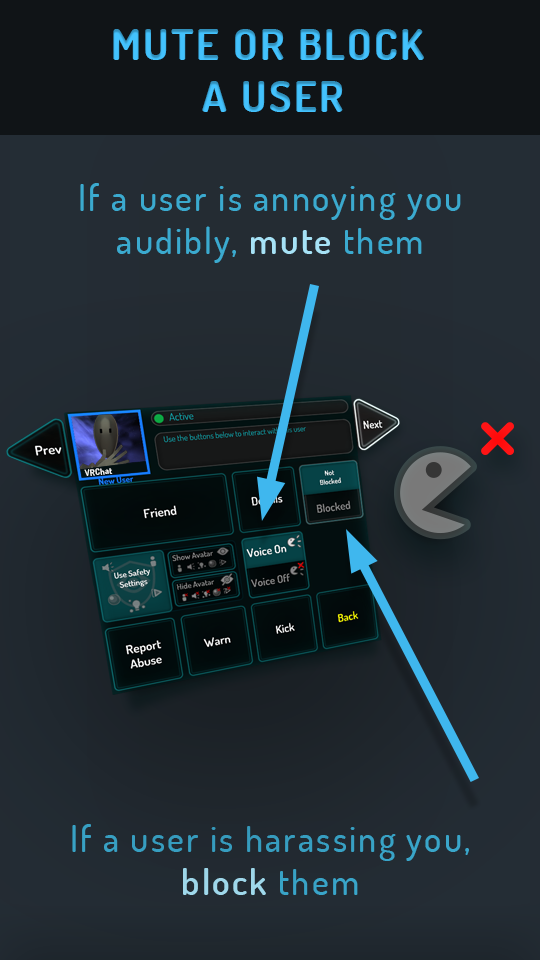 MUTE OR BLOCK
A USER
If a user is annoying you
audibly, mute them
Active
Use the buttons below to interact with this user
Prev
Next
VRChat
New User
Friend
Details
Not
Blocked
Blocked
Use Safety
Settings
Show Avatar
Hide Avatar
Voice On
Voice Off
Report
Abuse
Warn
Kick
Back
If a user is harassing you,
block them